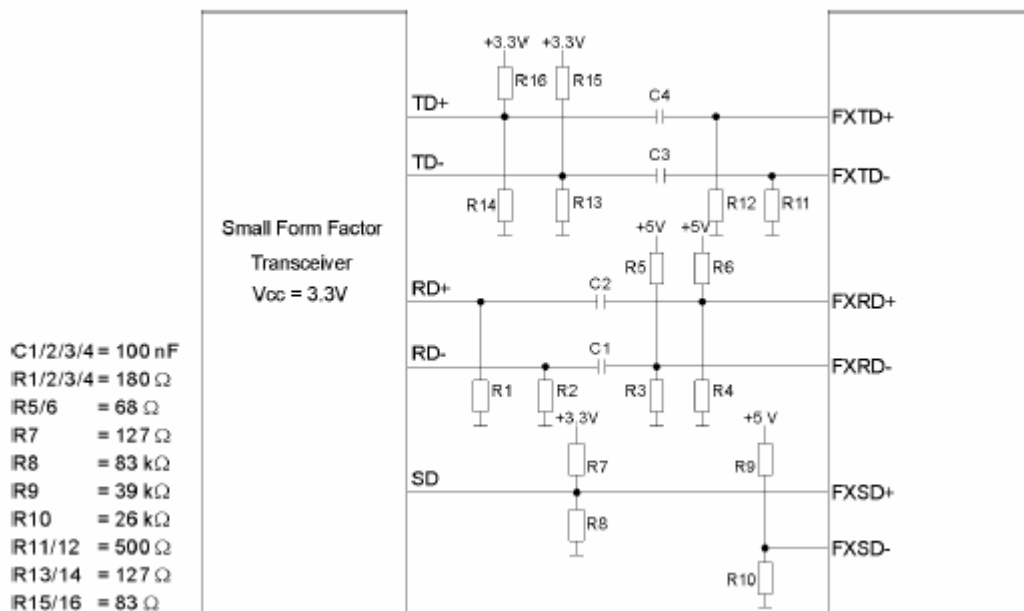 +3.3V +3.3V
R16 R15
TD+ C4 FXTD+
TD- C3 FXTD-
R14 R13 R12 R11
Small Form Factor
Transceiver
Vcc = 3.3V
+5V +5V
R5 R6
RD+ C2 FXRD+
RD- C1 FXRD-
R1 R2 R3 R4
+3.3V +5 V
R7 R9
SD FXSD+
R8
FXSD-
R10
C1/2/3/4 = 100 nF
R1/2/3/4 = 180 Ω
R5/6 = 68 Ω
R7 = 127 Ω
R8 = 83 kΩ
R9 = 39 kΩ
R10 = 26 kΩ
R11/12 = 500 Ω
R13/14 = 127 Ω
R15/16 = 83 Ω